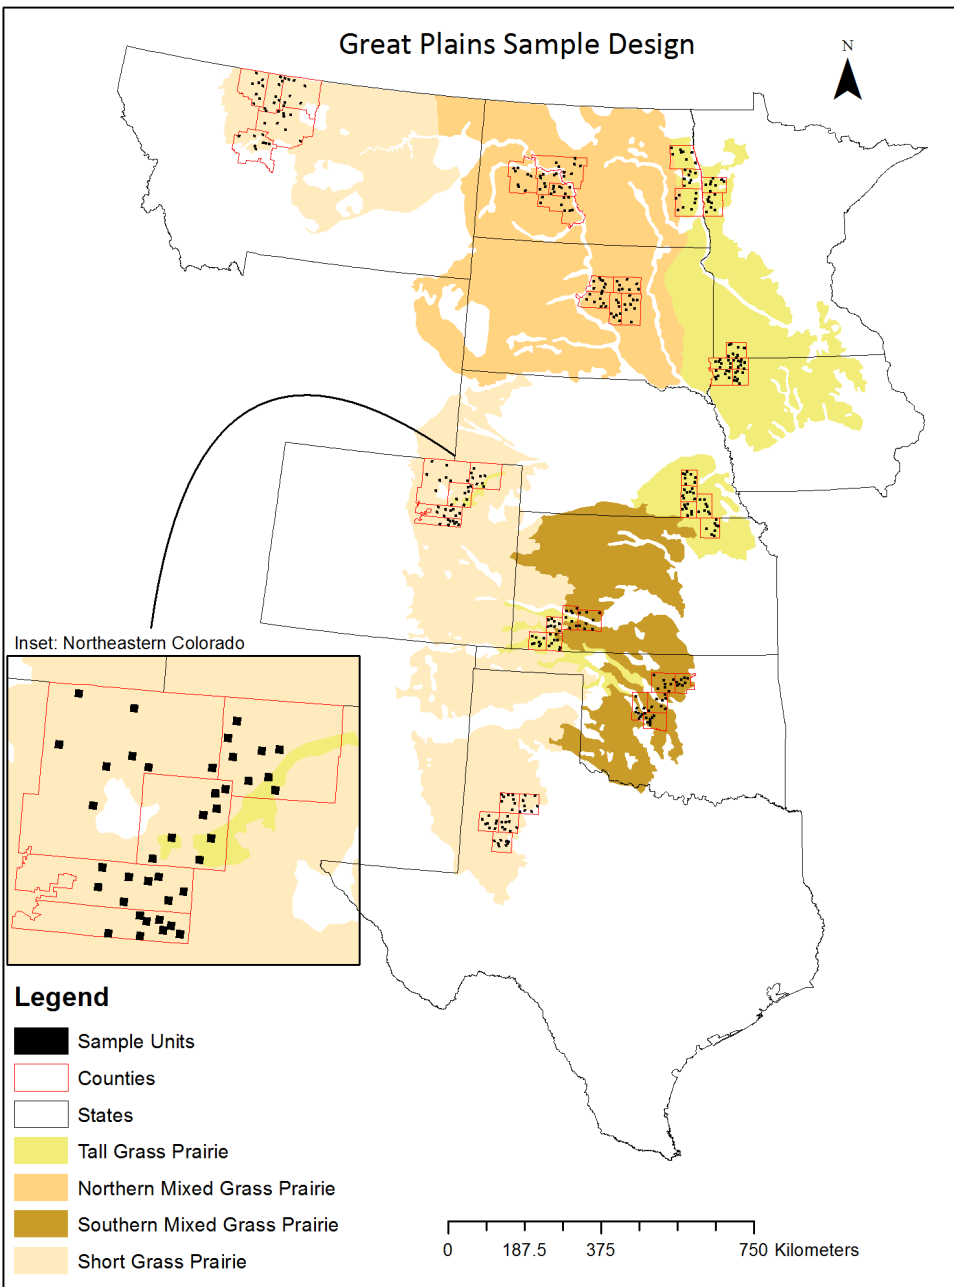 Great Plains Sample Design
N
Inset: Northeastern Colorado
Legend
Sample Units
Counties
States
Tall Grass Prairie
Northern Mixed Grass Prairie
Southern Mixed Grass Prairie
Short Grass Prairie
0 187.5 375 750 Kilometers